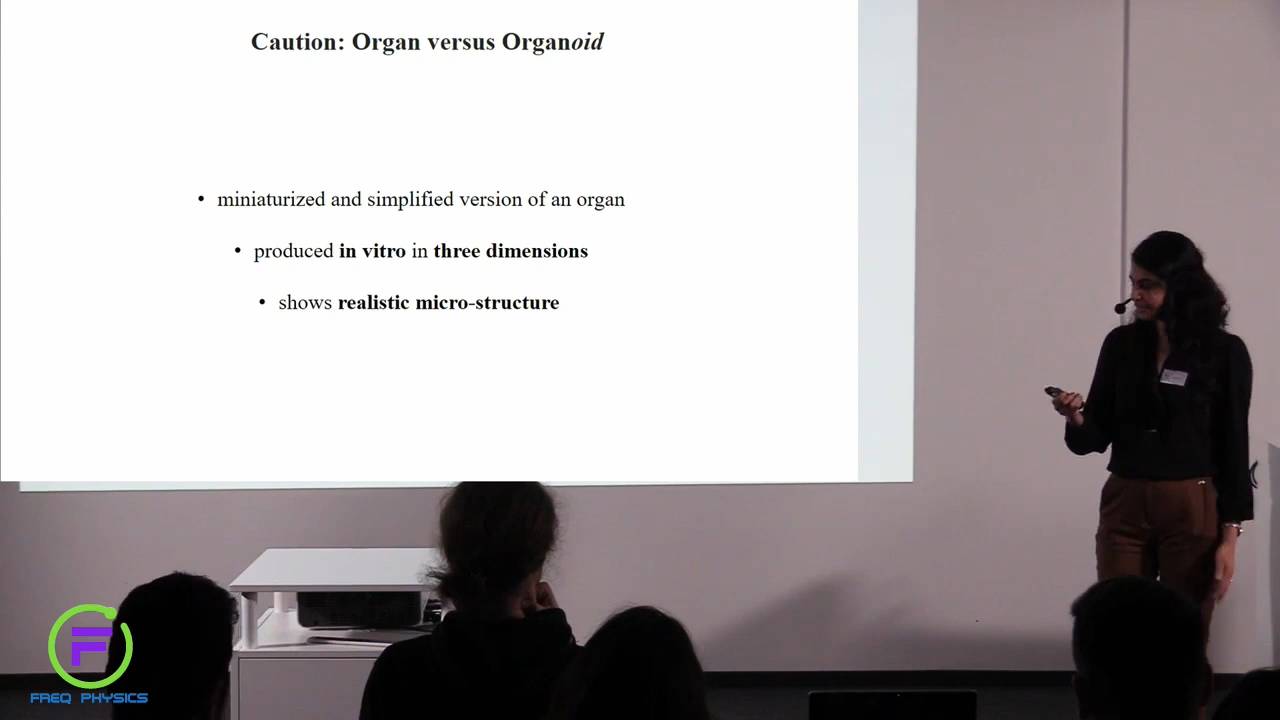 Caution: Organ versus Organoid
• miniaturized and simplified version of an organ
• produced in vitro in three dimensions
• shows realistic micro-structure
F
FREQ PHYSICS